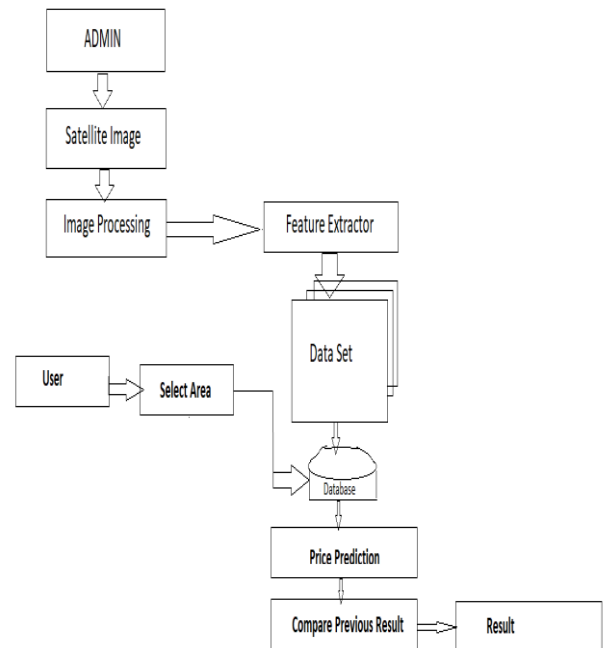 ADMIN
Satellite Image
Image Processing
Feature Extractor
Data Set
User
Select Area
Database
Price Prediction
Compare Previous Result
Result